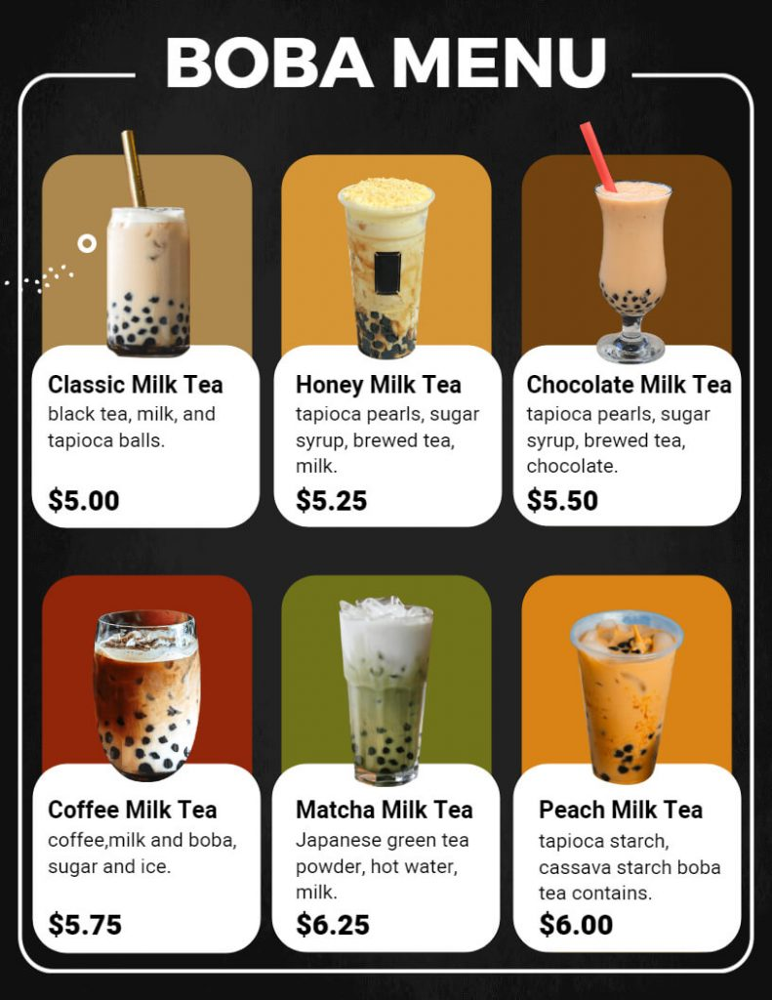 BOBA MENU
Classic Milk Tea
black tea, milk, and
tapioca balls.
$5.00
Honey Milk Tea
tapioca pearls, sugar
syrup, brewed tea,
milk.
$5.25
Chocolate Milk Tea
tapioca pearls, sugar
syrup, brewed tea,
chocolate.
$5.50
Coffee Milk Tea
coffee,milk and boba,
sugar and ice.
$5.75
Matcha Milk Tea
Japanese green tea
powder, hot water,
milk.
$6.25
Peach Milk Tea
tapioca starch,
cassava starch boba
tea contains.
$6.00